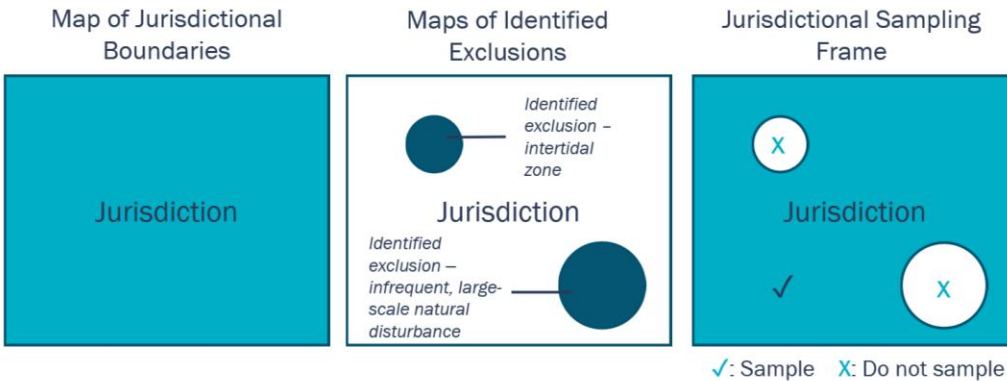 Map of Jurisdictional
Boundaries
Maps of Identified
Exclusions
Jurisdictional Sampling
Frame
Jurisdiction
Identified
exclusion –
intertidal
zone
Jurisdiction
Identified
exclusion –
infrequent, large-
scale natural
disturbance
X
Jurisdiction
✓
X
✓: Sample X: Do not sample